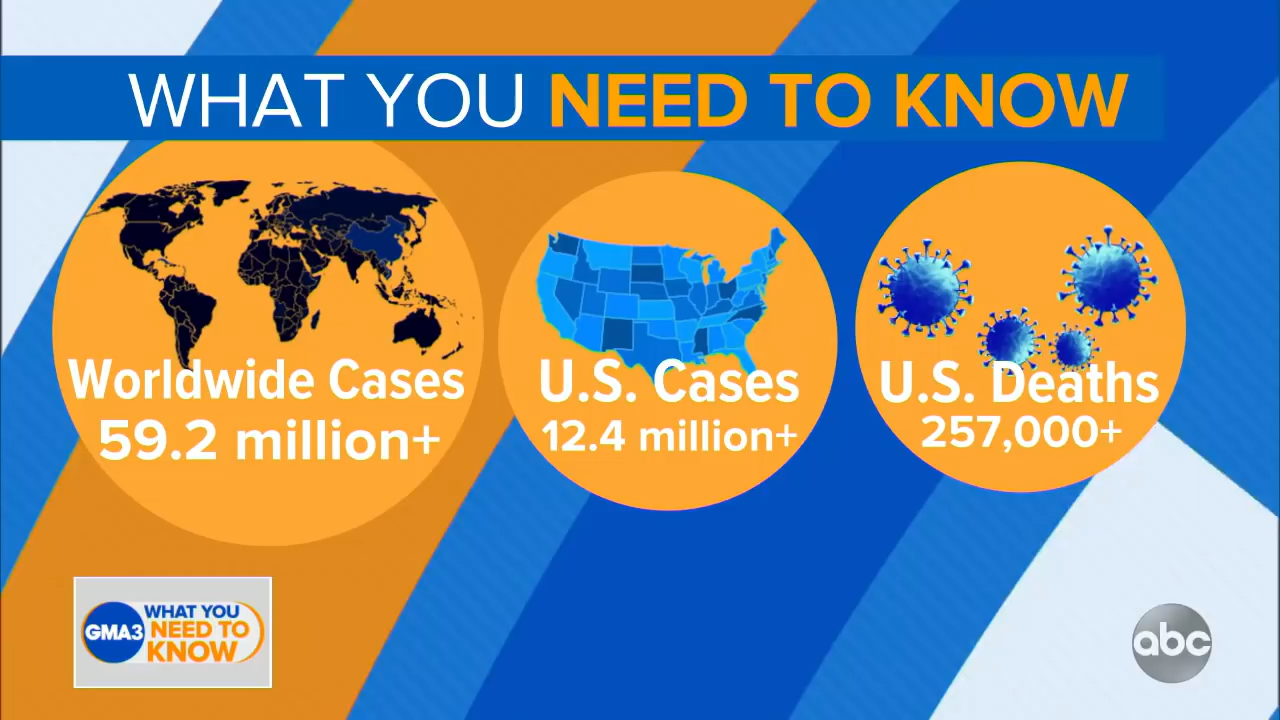 WHAT YOU NEED TO KNOW
Worldwide Cases
59.2 million+
U.S. Cases
12.4 million+
U.S. Deaths
257,000+
GMA3
WHAT YOU
NEED TO
KNOW
abc